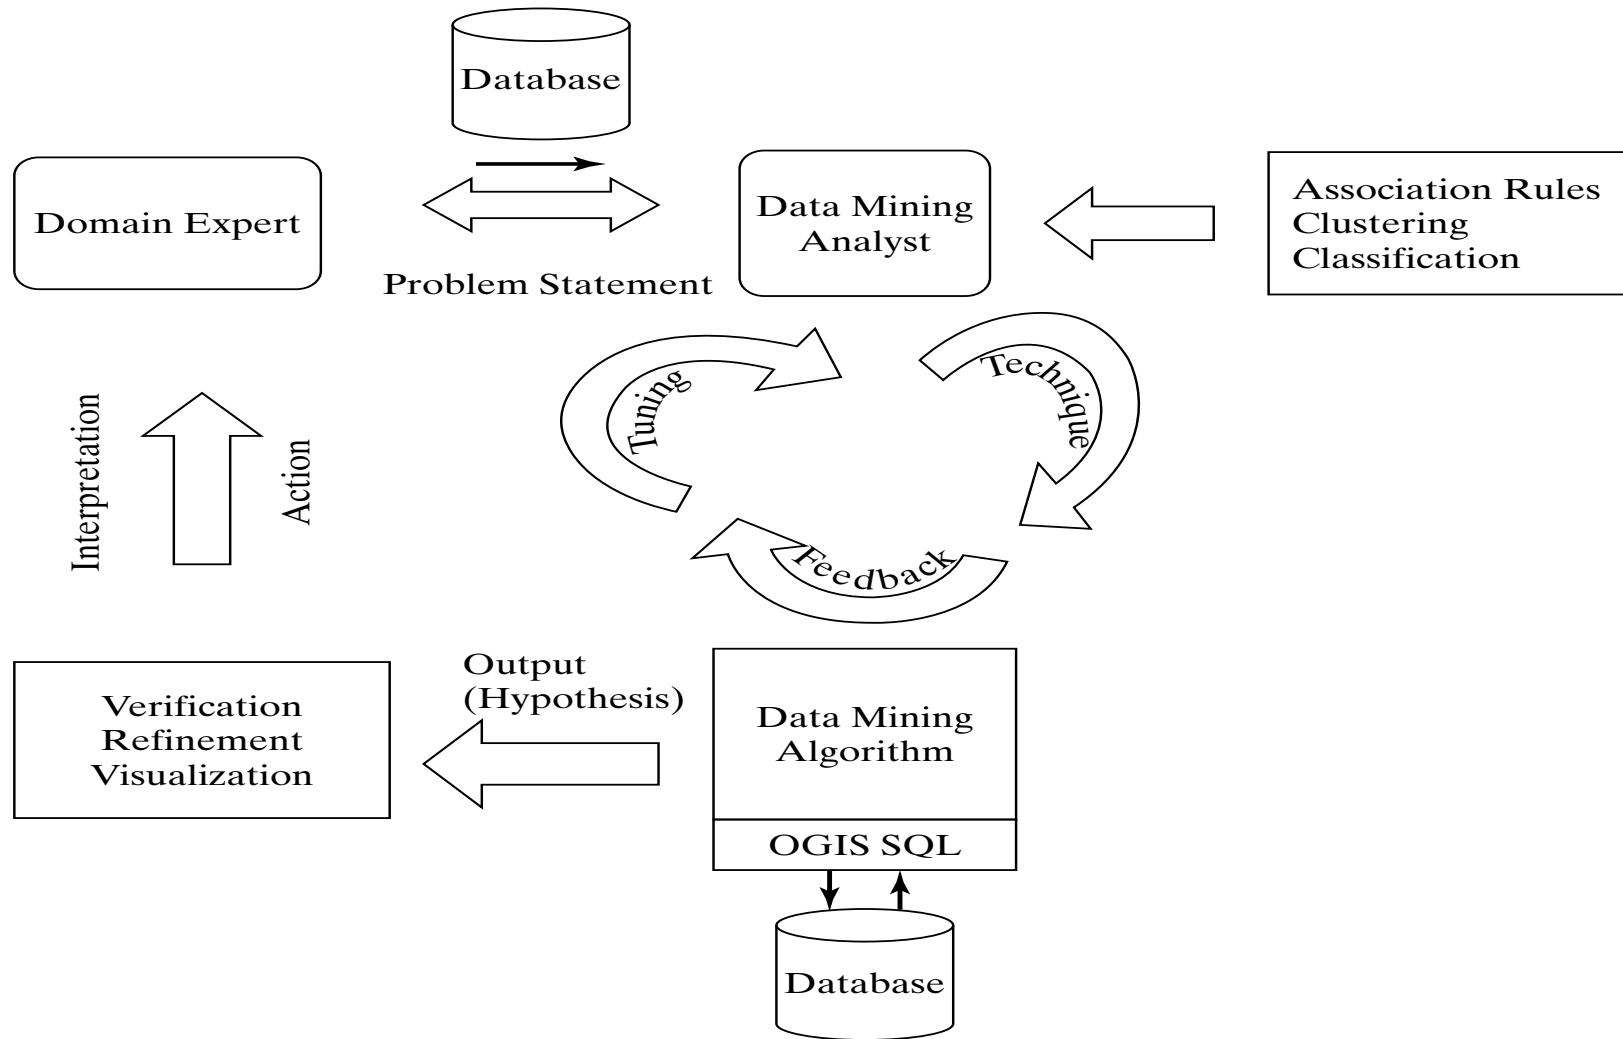 Database
Domain Expert
Data Mining
Analyst
Association Rules
Clustering
Classification
Problem Statement
Tuning
Technique
Feedback
Interpretation
Action
Output
(Hypothesis)
Verification
Refinement
Visualization
Data Mining
Algorithm
OGIS SQL
Database